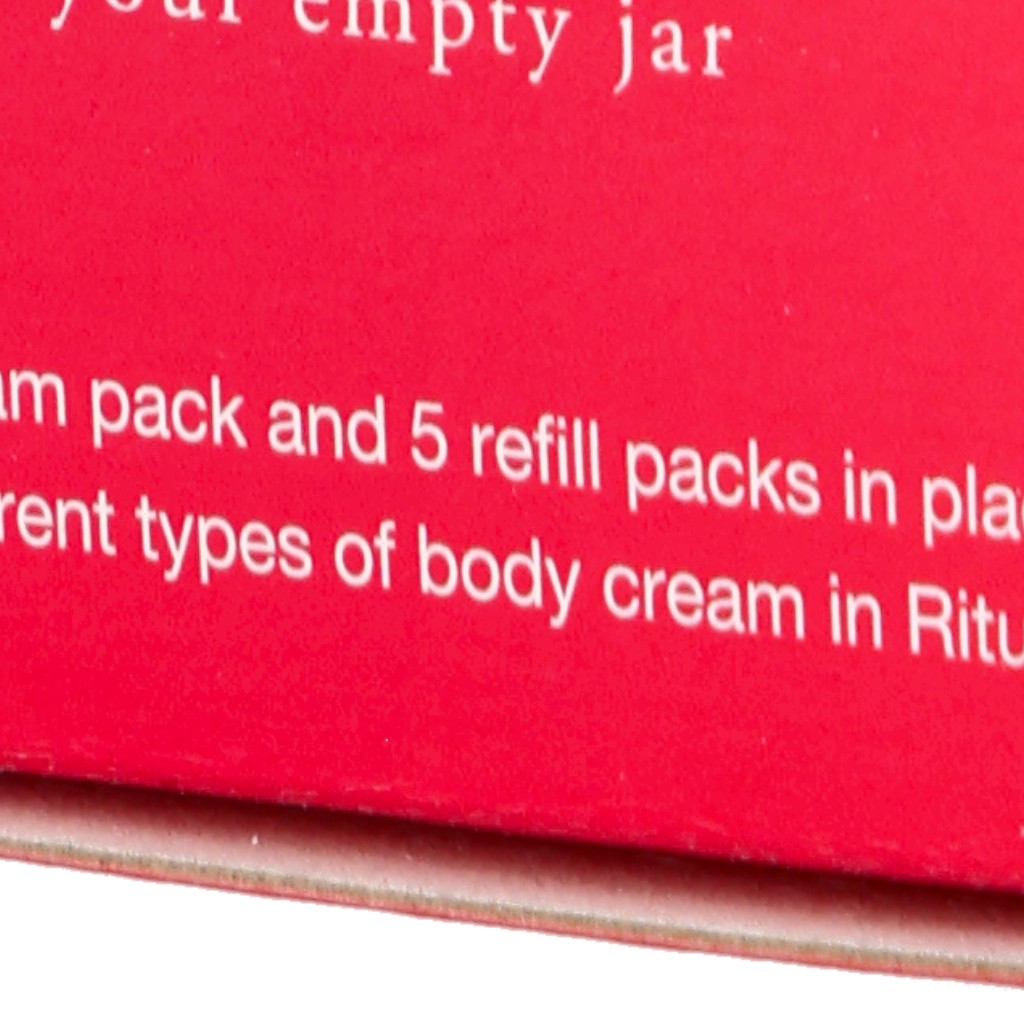 your empty jar
am pack and 5 refill packs in pla
rent types of body cream in Ritu